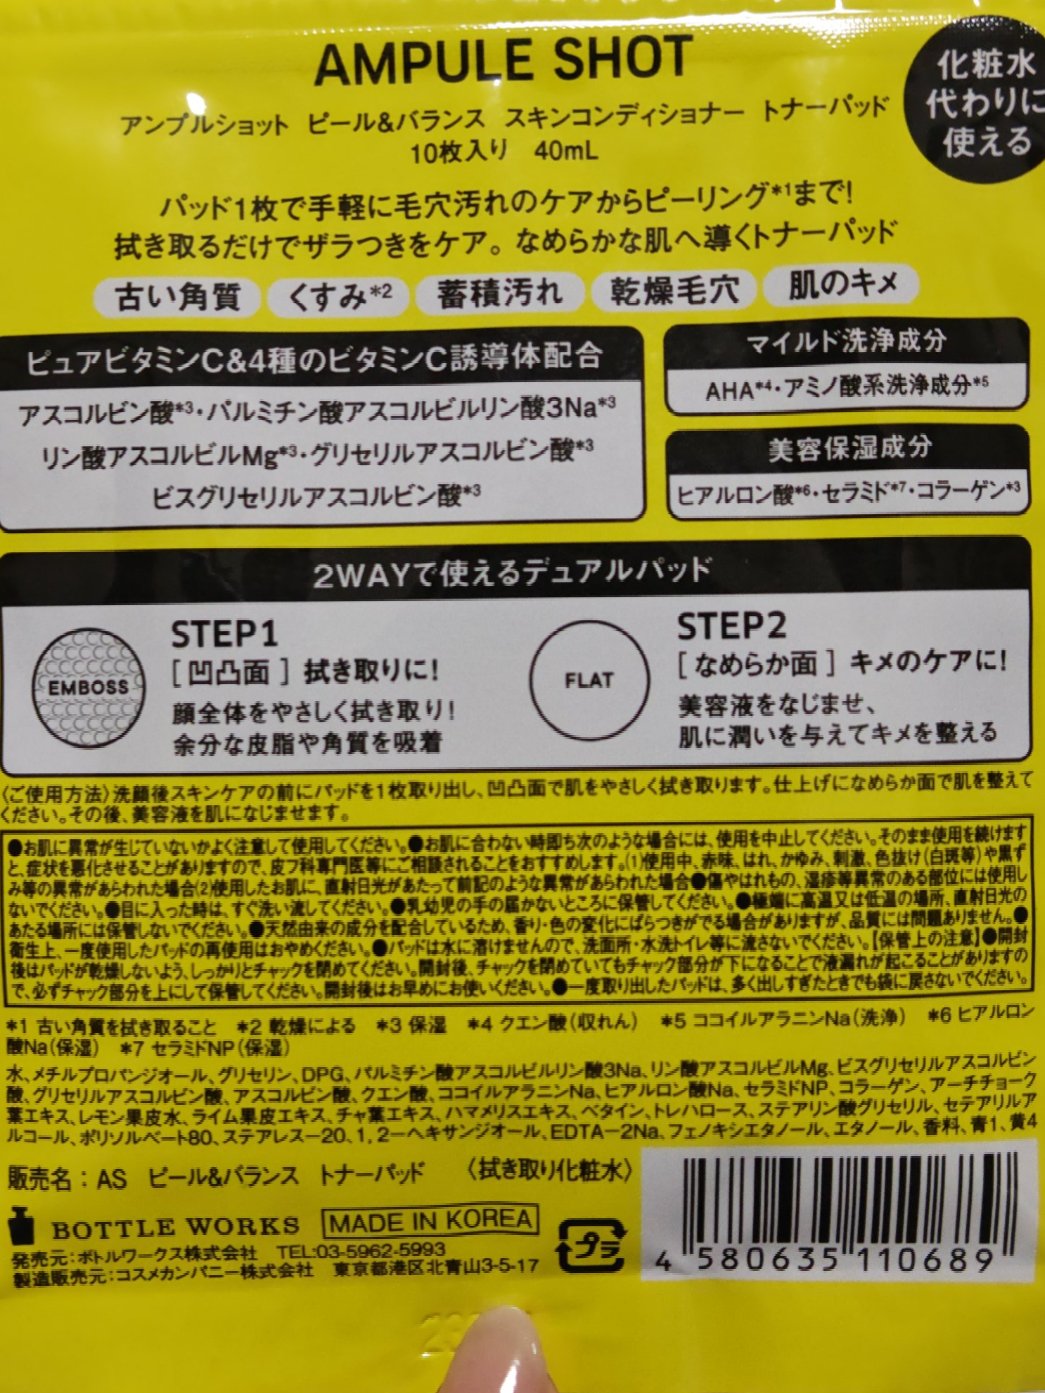 AMPULE SHOT
化粧水
代わりに
使える
アンプルショット ピール&バランス スキンコンディショナー トナーパッド
10枚入り 40mL
パッド1枚で手軽に毛穴汚れのケアからピーリング*1まで!
拭き取るだけでザラつきをケア。なめらかな肌へ導くトナーパッド
古い角質 くすみ*2 蓄積汚れ 乾燥毛穴 肌のキメ
ピュアビタミンC&4種のビタミンC誘導体配合
アスコルビン酸*3・パルミチン酸アスコルビルリン酸3Na*3
リン酸アスコルビルMg*3・グリセリルアスコルビン酸*3
ビスグリセリルアスコルビン酸*3
マイルド洗浄成分
AHA*4・アミノ酸系洗浄成分*5
美容保湿成分
ヒアルロン酸*6・セラミド*7・コラーゲン*3
2WAYで使えるデュアルパッド
EMBOSS
STEP1
[凹凸面]拭き取りに!
顔全体をやさしく拭き取り!
余分な皮脂や角質を吸着
FLAT
STEP2
[なめらか面]キメのケアに!
美容液をなじませ、
肌に潤いを与えてキメを整える
〈ご使用方法〉洗顔後スキンケアの前にパッドを1枚取り出し、凹凸面で肌をやさしく拭き取ります。仕上げになめらか面で肌を整えて
ください。その後、美容液を肌になじませます。
●お肌に異常が生じていないかよく注意して使用してください。●お肌に合わない時即ち次のような場合には、使用を中止してください。そのまま使用を続けます
と、症状を悪化させることがありますので、皮フ科専門医等にご相談されることをおすすめします。(1)使用中、赤味、はれ、かゆみ、刺激、色抜け(白斑等)や黒ず
み等の異常があらわれた場合(2)使用したお肌に、直射日光があたって前記のような異常があらわれた場合●傷やはれもの、湿疹等異常のある部位には使用し
ないでください。●目に入った時は、すぐ洗い流してください。●乳幼児の手の届かないところに保管してください。●極端に高温又は低温の場所、直射日光の
あたる場所には保管しないでください。●天然由来の成分を配合しているため、香り・色の変化にばらつきがでる場合がありますが、品質には問題ありません。●
衛生上、一度使用したパッドの再使用はおやめください。●パッドは水に溶けませんので、洗面所・水洗トイレ等に流さないでください。【保管上の注意】●開封
後はパッドが乾燥しないよう、しっかりとチャックを閉めてください。開封後、チャックを閉めていてもチャック部分が下になることで液漏れが起こることがありますの
で、必ずチャック部分を上にして保管してください。開封後はお早めにお使いください。●一度取り出したパッドは、多く出しすぎたときでも袋に戻さないでください。
*1 古い角質を拭き取ること *2 乾燥による *3 保湿 *4 クエン酸(収れん) *5 ココイルアラニンNa(洗浄) *6 ヒアルロン
酸Na(保湿) *7 セラミドNP(保湿)
水、メチルプロパンジオール、グリセリン、DPG、パルミチン酸アスコルビルリン酸3Na、リン酸アスコルビルMg、ビスグリセリルアスコルビン
酸、グリセリルアスコルビン酸、アスコルビン酸、クエン酸、ココイルアラニンNa、ヒアルロン酸Na、セラミドNP、コラーゲン、アーチチョーク
葉エキス、レモン果皮水、ライム果皮エキス、チャ葉エキス、ハマメリスエキス、ベタイン、トレハロース、ステアリン酸グリセリル、セテアリルア
ルコール、ポリソルベート80、ステアレス-20、1,2-ヘキサンジオール、EDTA-2Na、フェノキシエタノール、エタノール、香料、青1、黄4
販売名:AS ピール&バランス トナーパッド 〈拭き取り化粧水〉
BOTTLE WORKS MADE IN KOREA
発売元:ボトルワークス株式会社 TEL:03-5962-5993
製造販売元:コスメカンパニー株式会社 東京都港区北青山3-5-17
プラ
4 580635 110689